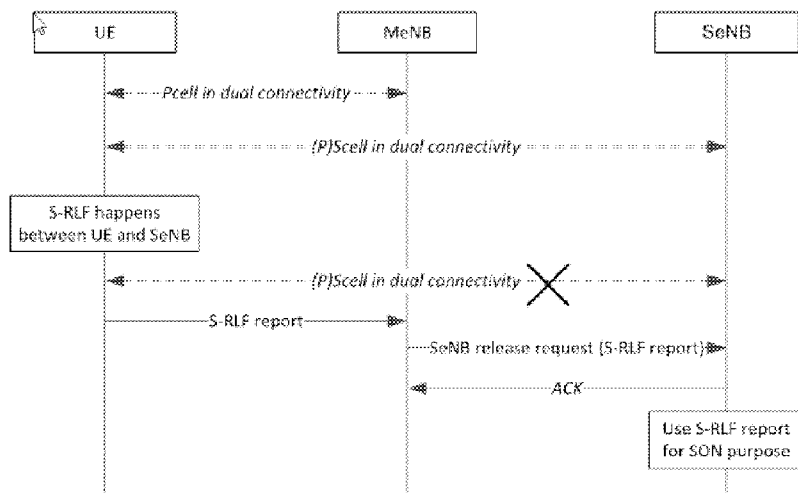 UE
MeNB
SeNB
Pcell in dual connectivity
(P)Scell in dual connectivity
S-RLF happens
between UE and SeNB
(P)Scell in dual connectivity
S-RLF report
SeNB release request (S-RLF report)
ACK
Use S-RLF report
for SON purpose